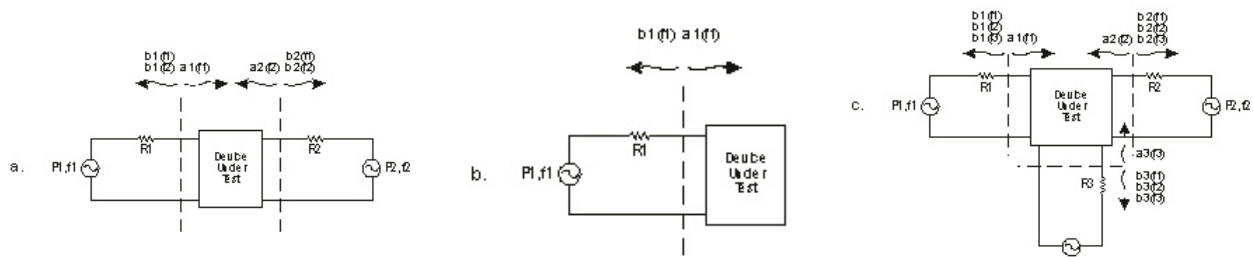 a.
b1(f1)
b1(f2) a1(f1)
b2(f1)
a2(f2) b2(f2)
R1
R2
P1,f1
P2,f2
Device
Under
Test
b.
b1(f1) a1(f1)
R1
P1,f1
Device
Under
Test
c.
b1(f1)
b1(f2)
b1(f3) a1(f1)
b2(f1)
b2(f2)
a2(f2) b2(f3)
R1
R2
P1,f1
P2,f2
Device
Under
Test
a3(f3)
b3(f1)
b3(f2)
b3(f3)
R3